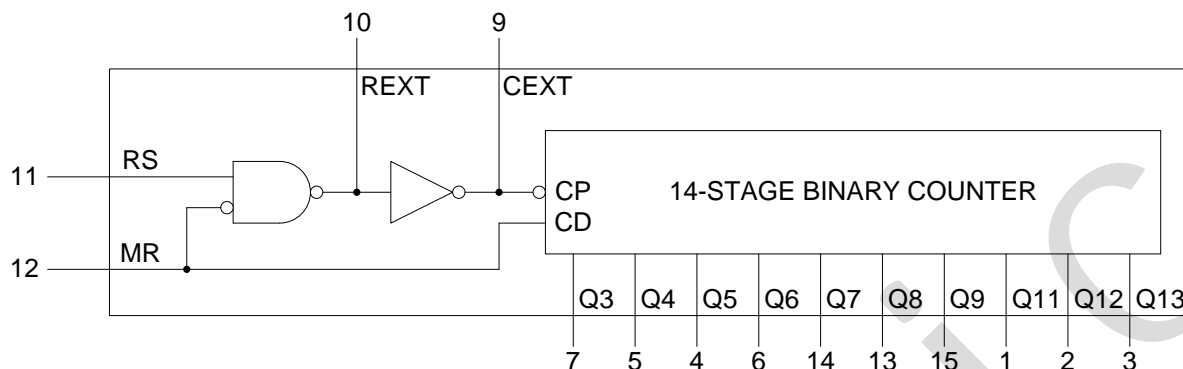 10 9
REXT CEXT
11 RS
CP 14-STAGE BINARY COUNTER
CD
12 MR
Q3 Q4 Q5 Q6 Q7 Q8 Q9 Q11 Q12 Q13
7 5 4 6 14 13 15 1 2 3